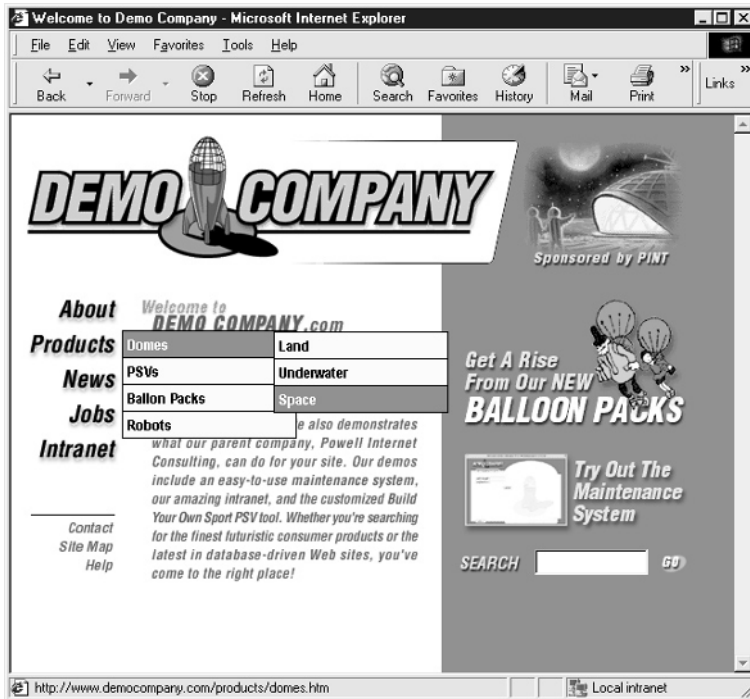 Welcome to Demo Company - Microsoft Internet Explorer
File Edit View Favorites Tools Help
Back Forward Stop Refresh Home Search Favorites History Mail Print » Links »
DEMO COMPANY
Sponsored by PINT
About
Products
News
Jobs
Intranet
Contact
Site Map
Help
Welcome to
DEMO COMPANY.com
Domes
PSVs
Ballon Packs
Robots
Land
Underwater
Space
e also demonstrates
what our parent company, Powell Internet
Consulting, can do for your site. Our demos
include an easy-to-use maintenance system,
our amazing intranet, and the customized Build
Your Own Sport PSV tool. Whether you're searching
for the finest futuristic consumer products or the
latest in database-driven Web sites, you've
come to the right place!
Get A Rise
From Our NEW
BALLOON PACKS
Try Out The
Maintenance
System
SEARCH GO
http://www.democompany.com/products/domes.htm Local intranet